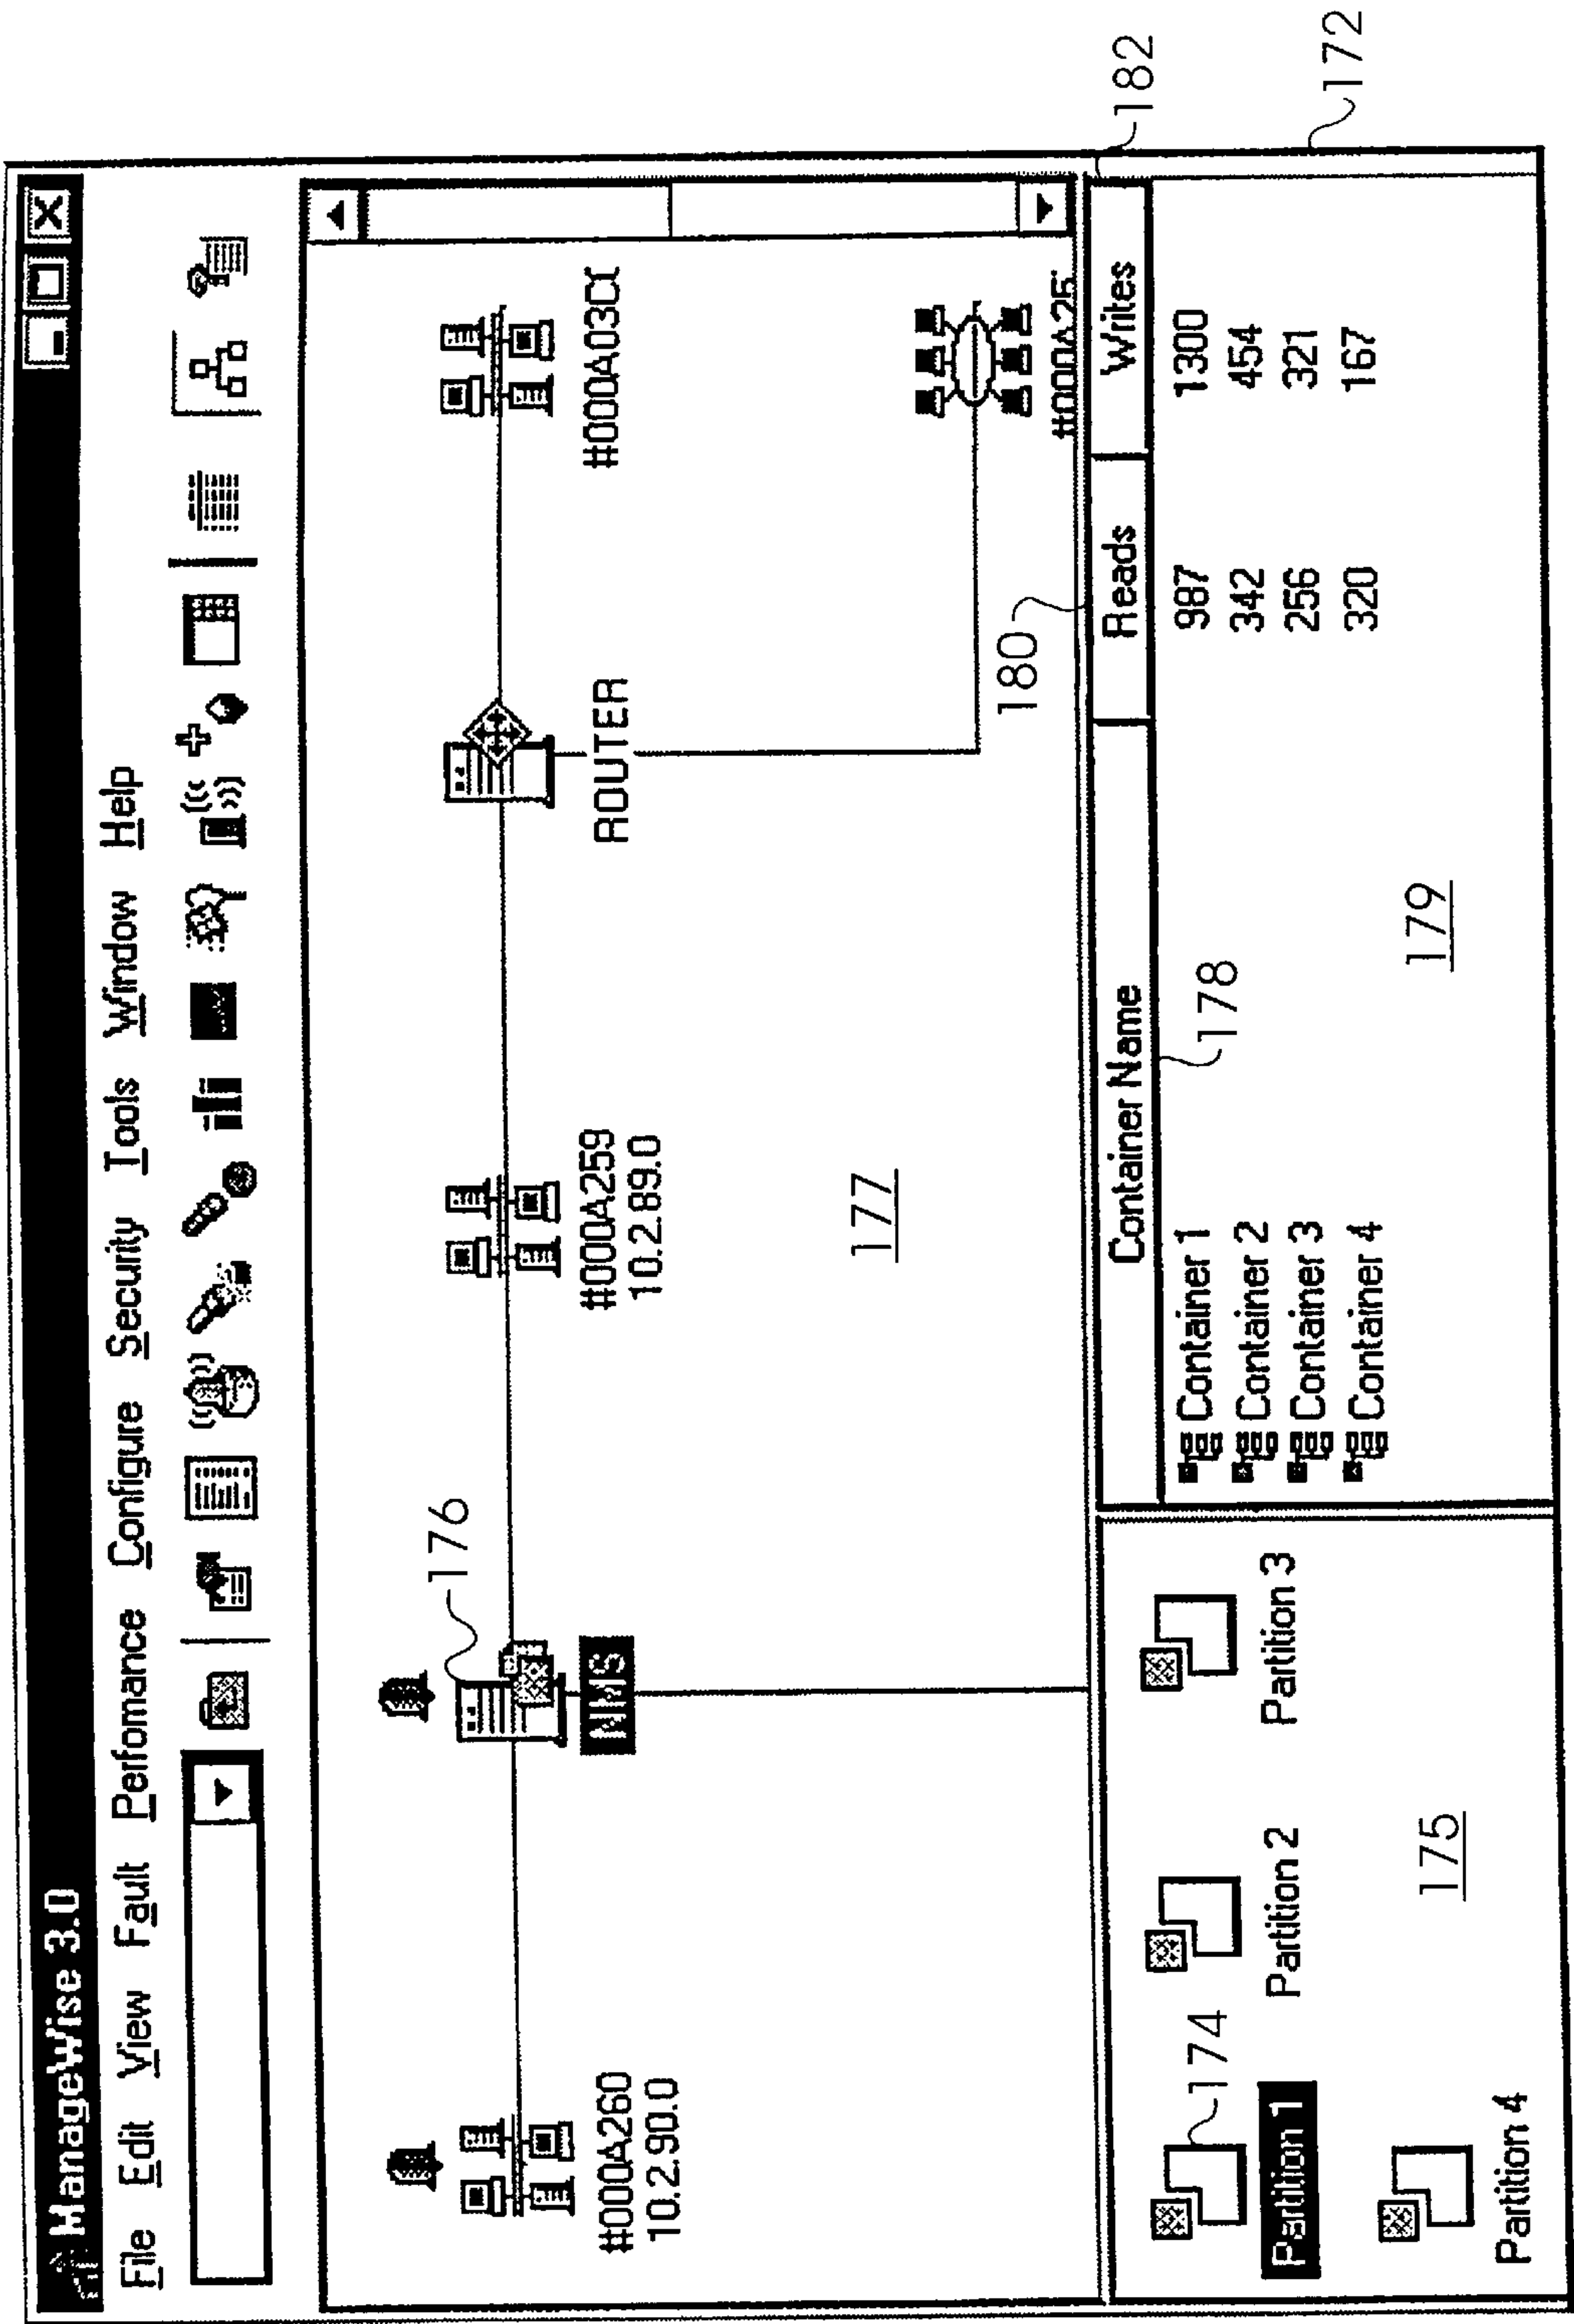 ManageWise 3.0
File Edit View Fault Perfomance Configure Security Tools Window Help
176
NMS
ROUTER
#000A260
10.2.90.0
#000A259
10.2.89.0
#000A03C
177
#000A25
180
182
172
174
Partition 1
Partition 2
Partition 3
Partition 4
175
Container Name Reads Writes
178
Container 1 987 1300
Container 2 342 454
Container 3 256 321
Container 4 320 167
179